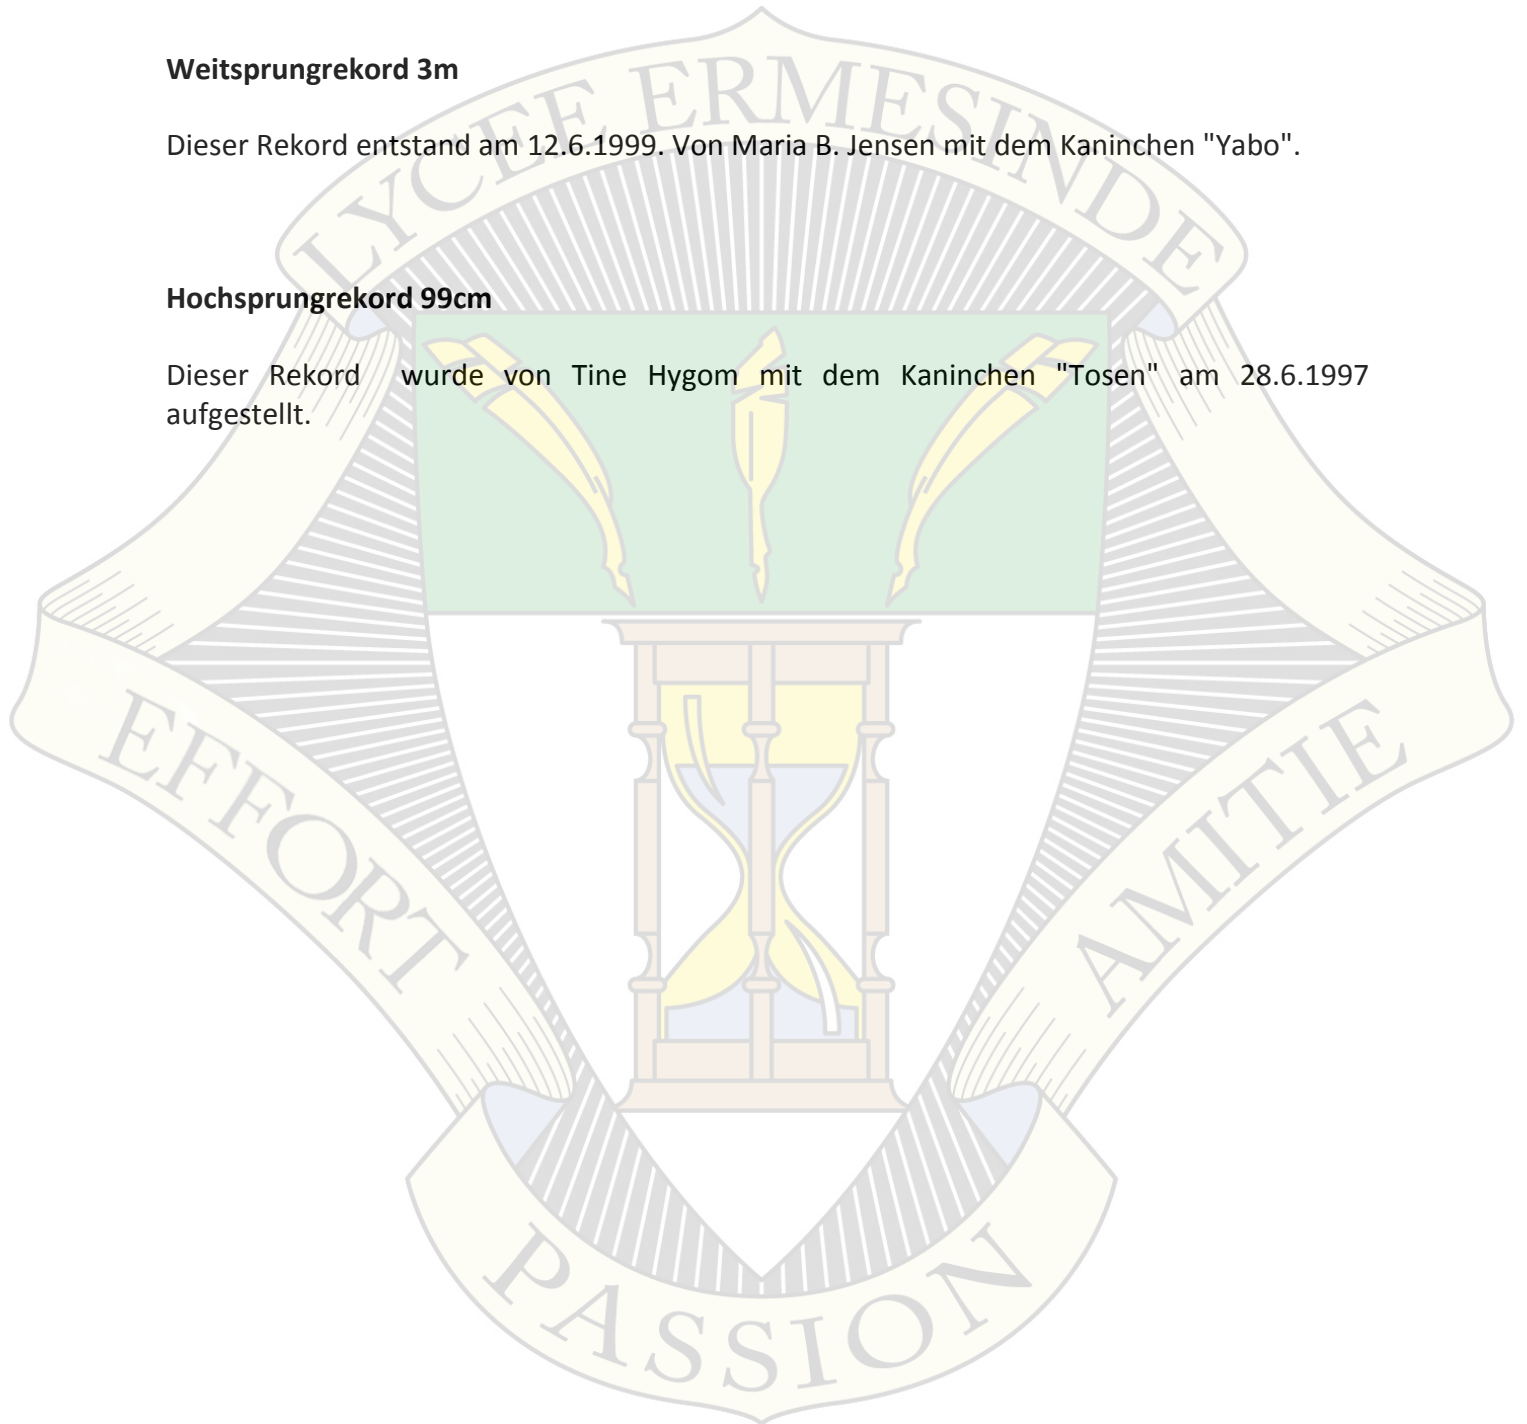 Weitsprungrekord 3m
LYCEE ERMESINDE
Dieser Rekord entstand am 12.6.1999. Von Maria B. Jensen mit dem Kaninchen "Yabo".
Hochsprungrekord 99cm
Dieser Rekord wurde von Tine Hygom mit dem Kaninchen "Tosen" am 28.6.1997
aufgestellt.
EFFORT
AMITIE
PASSION